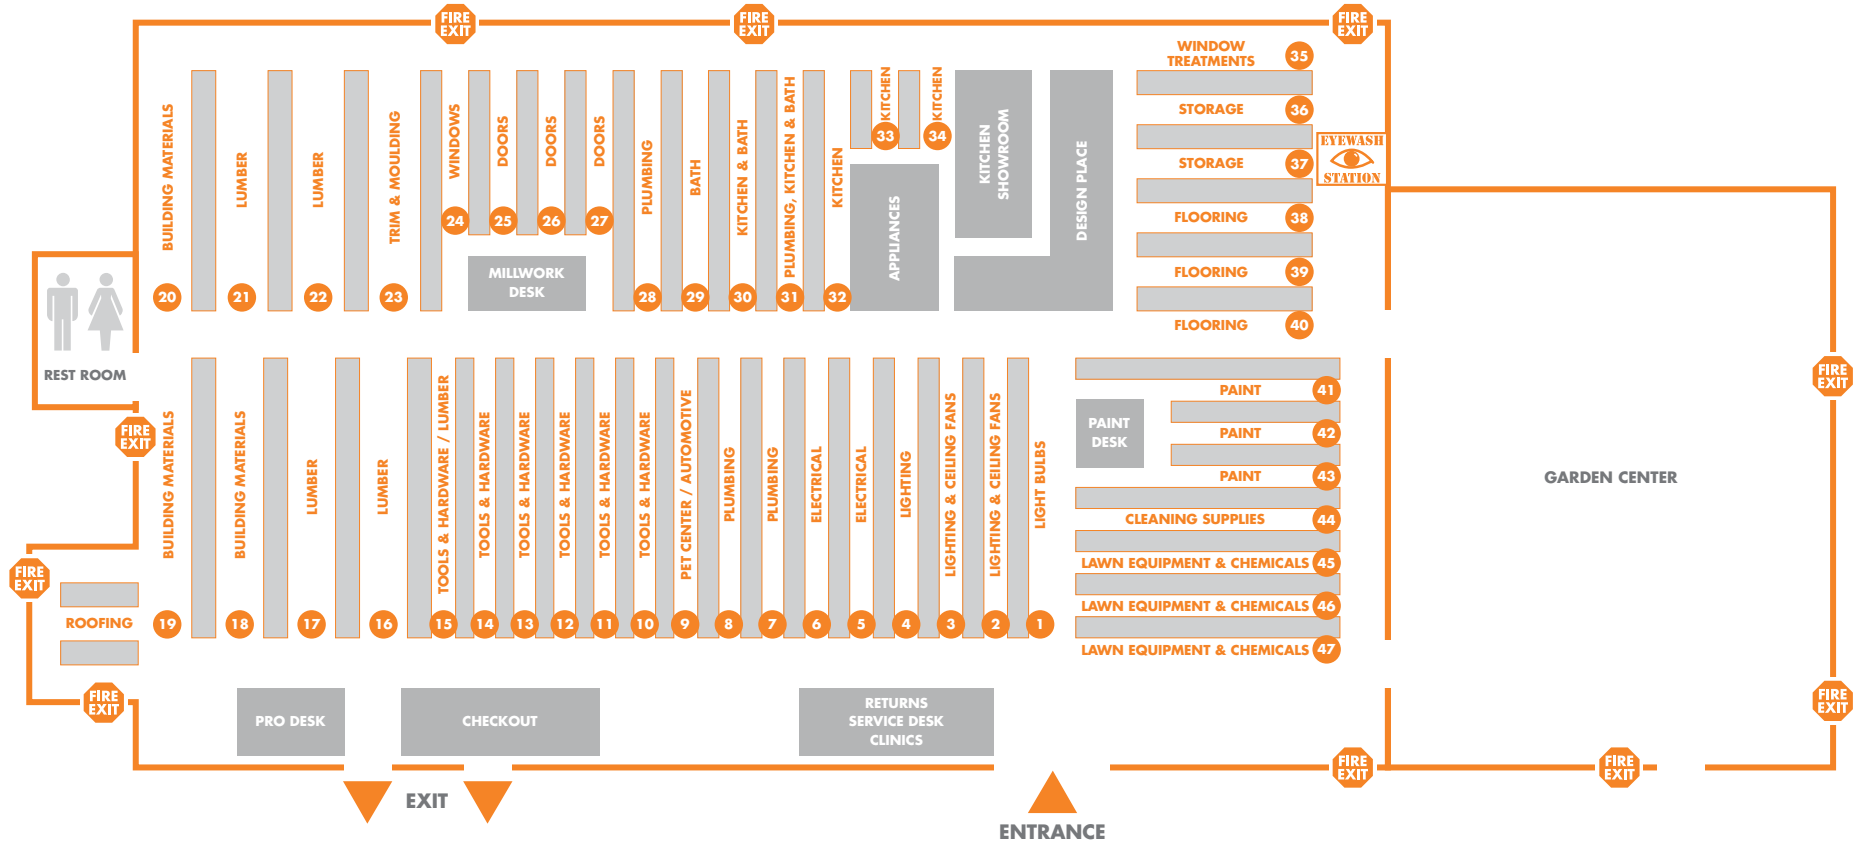 FIRE
EXIT
FIRE
EXIT
FIRE
EXIT
BUILDING MATERIALS
20
LUMBER
21
LUMBER
22
TRIM & MOULDING
23
WINDOWS
24
DOORS
25
DOORS
26
DOORS
27
MILLWORK
DESK
PLUMBING
28
BATH
29
KITCHEN & BATH
30
PLUMBING, KITCHEN & BATH
31
KITCHEN
32
KITCHEN
33
KITCHEN
34
APPLIANCES
KITCHEN
SHOWROOM
DESIGN PLACE
WINDOW
TREATMENTS
35
STORAGE
36
STORAGE
37
FLOORING
38
FLOORING
39
FLOORING
40
EYEWASH
STATION
REST ROOM
FIRE
EXIT
FIRE
EXIT
ROOFING
FIRE
EXIT
BUILDING MATERIALS
19
BUILDING MATERIALS
18
LUMBER
17
LUMBER
16
TOOLS & HARDWARE / LUMBER
15
TOOLS & HARDWARE
14
TOOLS & HARDWARE
13
TOOLS & HARDWARE
12
TOOLS & HARDWARE
11
TOOLS & HARDWARE
10
PET CENTER / AUTOMOTIVE
9
PLUMBING
8
PLUMBING
7
ELECTRICAL
6
ELECTRICAL
5
LIGHTING
4
LIGHTING & CEILING FANS
3
LIGHTING & CEILING FANS
2
LIGHT BULBS
1
PAINT
DESK
PAINT
41
PAINT
42
PAINT
43
CLEANING SUPPLIES
44
LAWN EQUIPMENT & CHEMICALS
45
LAWN EQUIPMENT & CHEMICALS
46
LAWN EQUIPMENT & CHEMICALS
47
GARDEN CENTER
FIRE
EXIT
FIRE
EXIT
PRO DESK
CHECKOUT
RETURNS
SERVICE DESK
CLINICS
FIRE
EXIT
FIRE
EXIT
EXIT
ENTRANCE